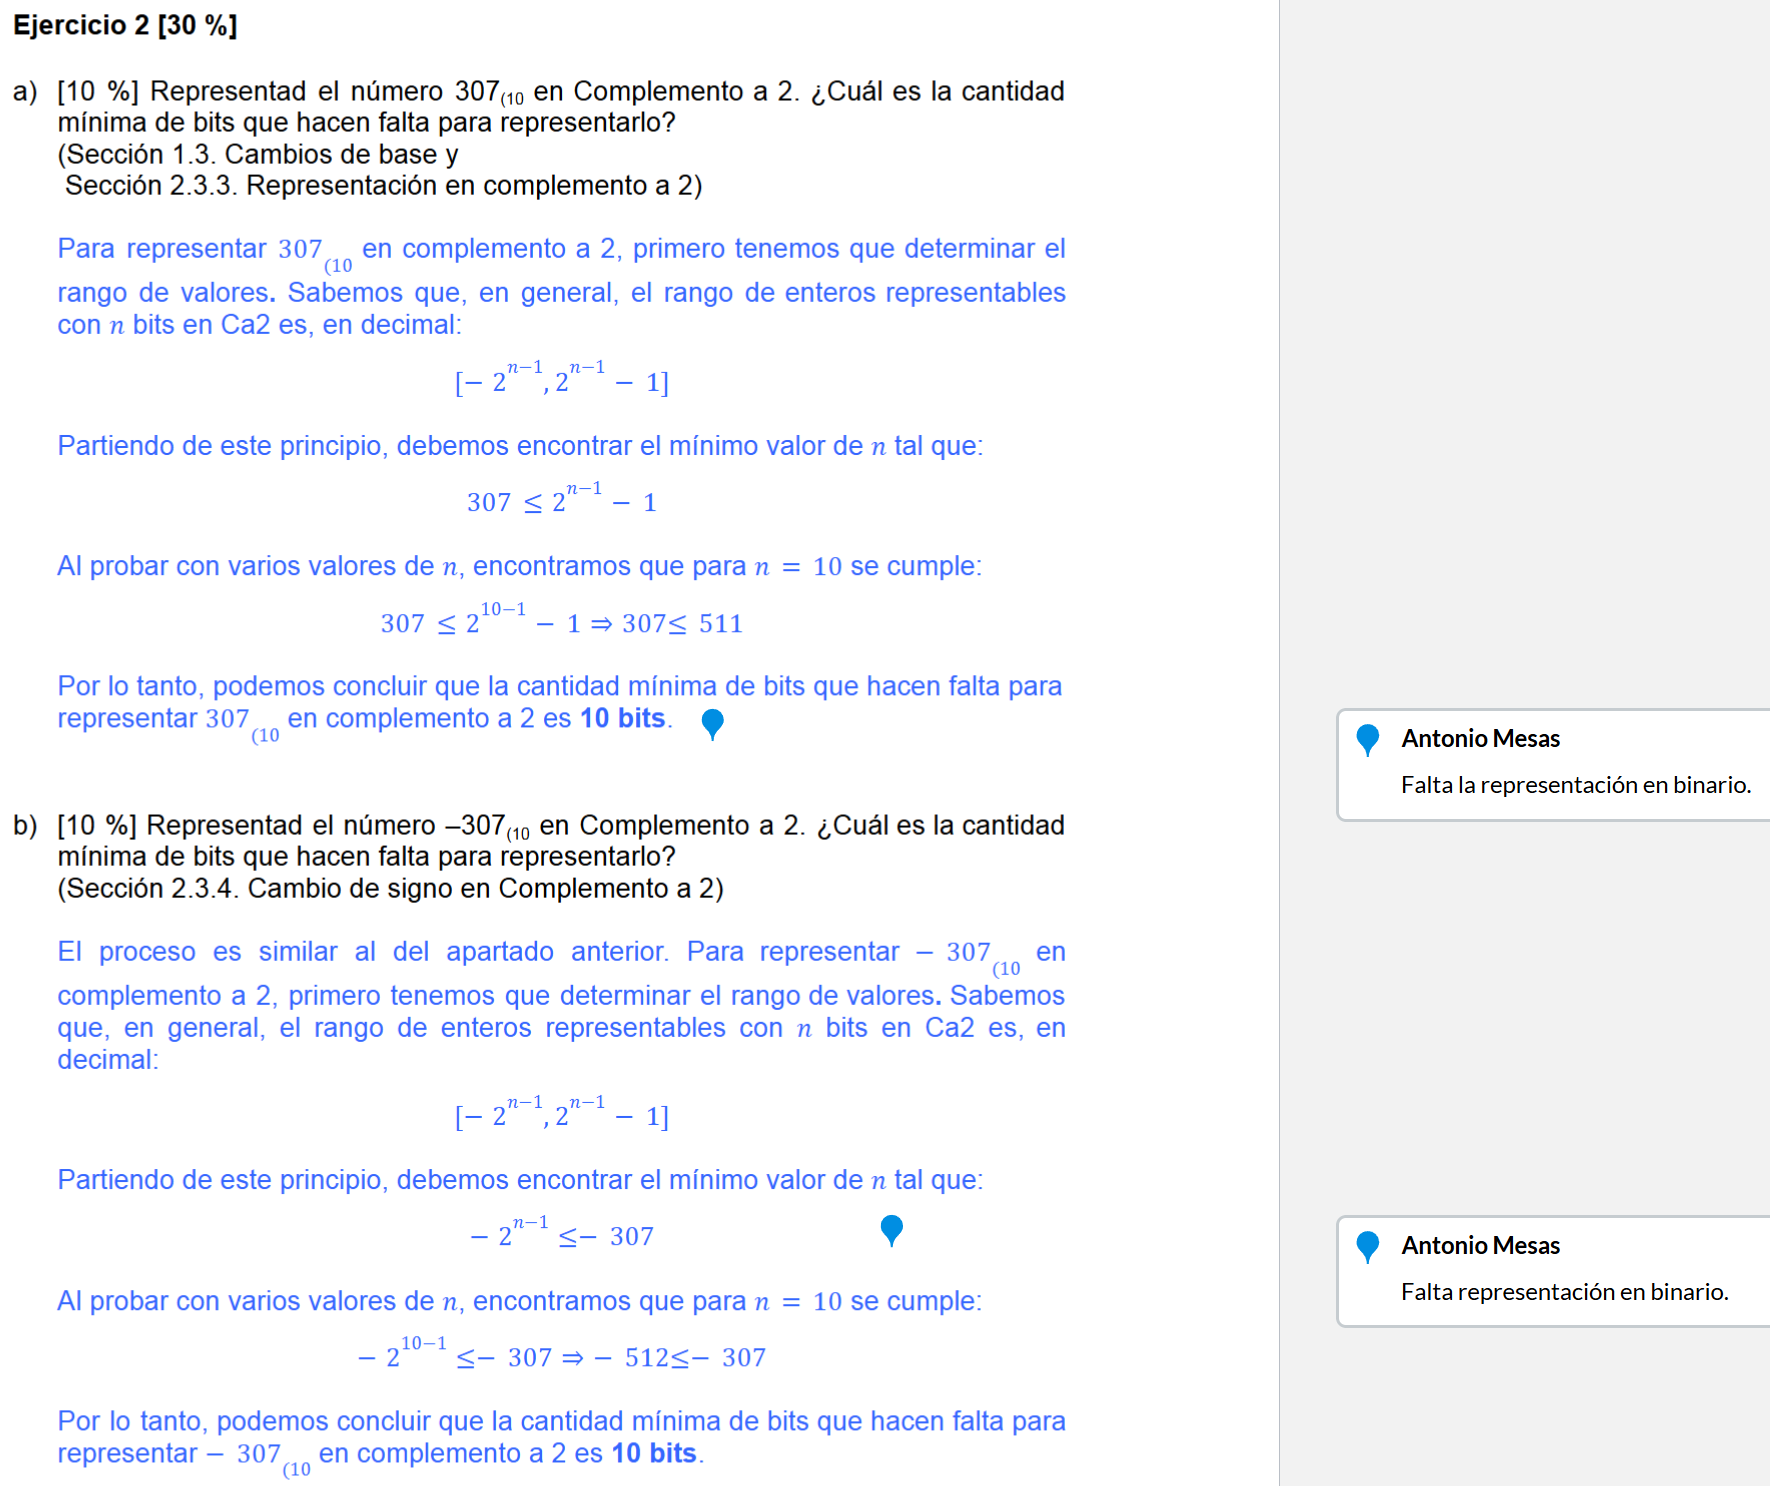 Ejercicio 2 [30 %]
a) [10 %] Representad el número 307(10 en Complemento a 2. ¿Cuál es la cantidad
mínima de bits que hacen falta para representarlo?
(Sección 1.3. Cambios de base y
Sección 2.3.3. Representación en complemento a 2)
Para representar 307(10 en complemento a 2, primero tenemos que determinar el
rango de valores. Sabemos que, en general, el rango de enteros representables
con n bits en Ca2 es, en decimal:
[− 2^{n−1}, 2^{n−1} − 1]
Partiendo de este principio, debemos encontrar el mínimo valor de n tal que:
307 ≤ 2^{n−1} − 1
Al probar con varios valores de n, encontramos que para n = 10 se cumple:
307 ≤ 2^{10−1} − 1 ⇒ 307≤ 511
Por lo tanto, podemos concluir que la cantidad mínima de bits que hacen falta para
representar 307(10 en complemento a 2 es 10 bits.
Antonio Mesas
Falta la representación en binario.
b) [10 %] Representad el número –307(10 en Complemento a 2. ¿Cuál es la cantidad
mínima de bits que hacen falta para representarlo?
(Sección 2.3.4. Cambio de signo en Complemento a 2)
El proceso es similar al del apartado anterior. Para representar − 307(10 en
complemento a 2, primero tenemos que determinar el rango de valores. Sabemos
que, en general, el rango de enteros representables con n bits en Ca2 es, en
decimal:
[− 2^{n−1}, 2^{n−1} − 1]
Partiendo de este principio, debemos encontrar el mínimo valor de n tal que:
− 2^{n−1} ≤− 307
Antonio Mesas
Falta representación en binario.
Al probar con varios valores de n, encontramos que para n = 10 se cumple:
− 2^{10−1} ≤− 307 ⇒ − 512≤− 307
Por lo tanto, podemos concluir que la cantidad mínima de bits que hacen falta para
representar − 307(10 en complemento a 2 es 10 bits.